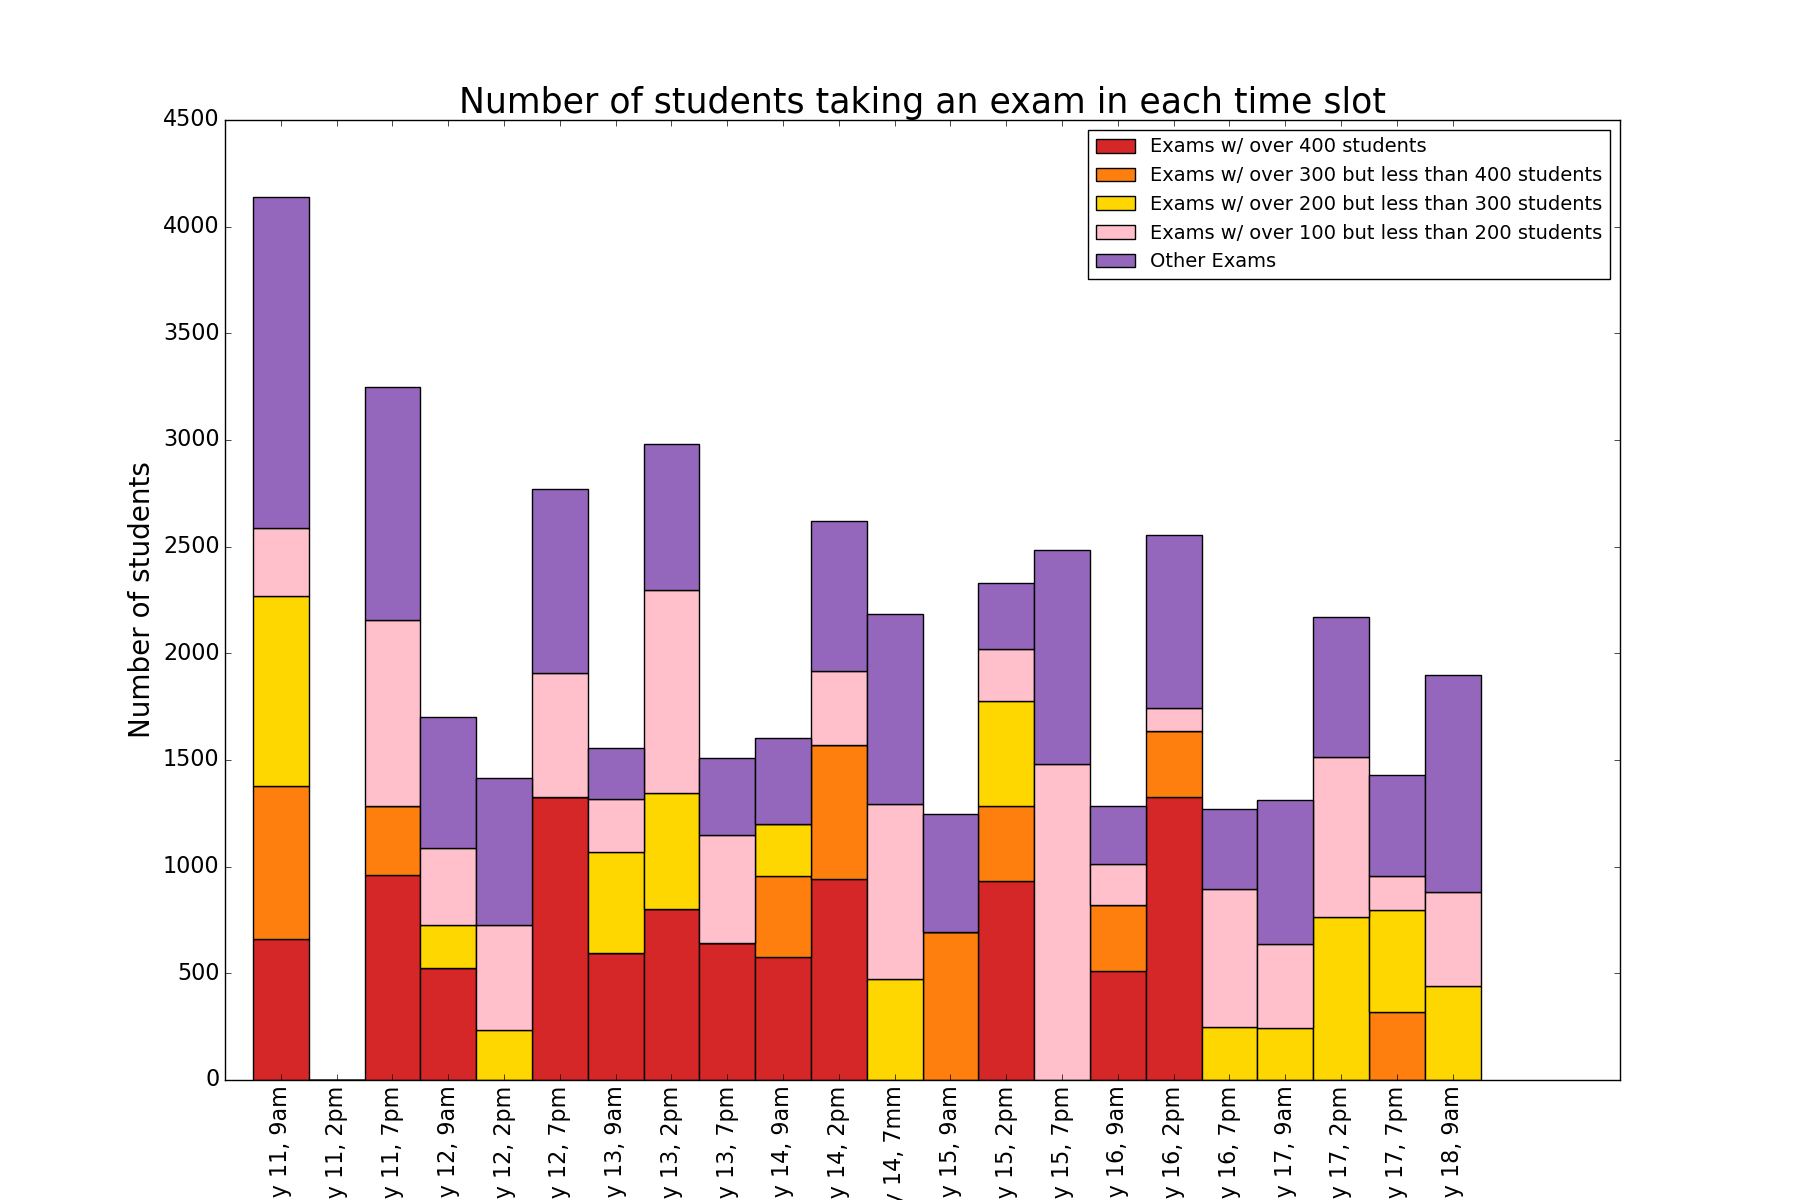 Number of students taking an exam in each time slot
Exams w/ over 400 students
Exams w/ over 300 but less than 400 students
Exams w/ over 200 but less than 300 students
Exams w/ over 100 but less than 200 students
Other Exams
Number of students
4500
4000
3500
3000
2500
2000
1500
1000
500
0
y 11, 9am
y 11, 2pm
y 11, 7pm
y 12, 9am
y 12, 2pm
y 12, 7pm
y 13, 9am
y 13, 2pm
y 13, 7pm
y 14, 9am
y 14, 2pm
y 14, 7mm
y 15, 9am
y 15, 2pm
y 15, 7pm
y 16, 9am
y 16, 2pm
y 16, 7pm
y 17, 9am
y 17, 2pm
y 17, 7pm
y 18, 9am